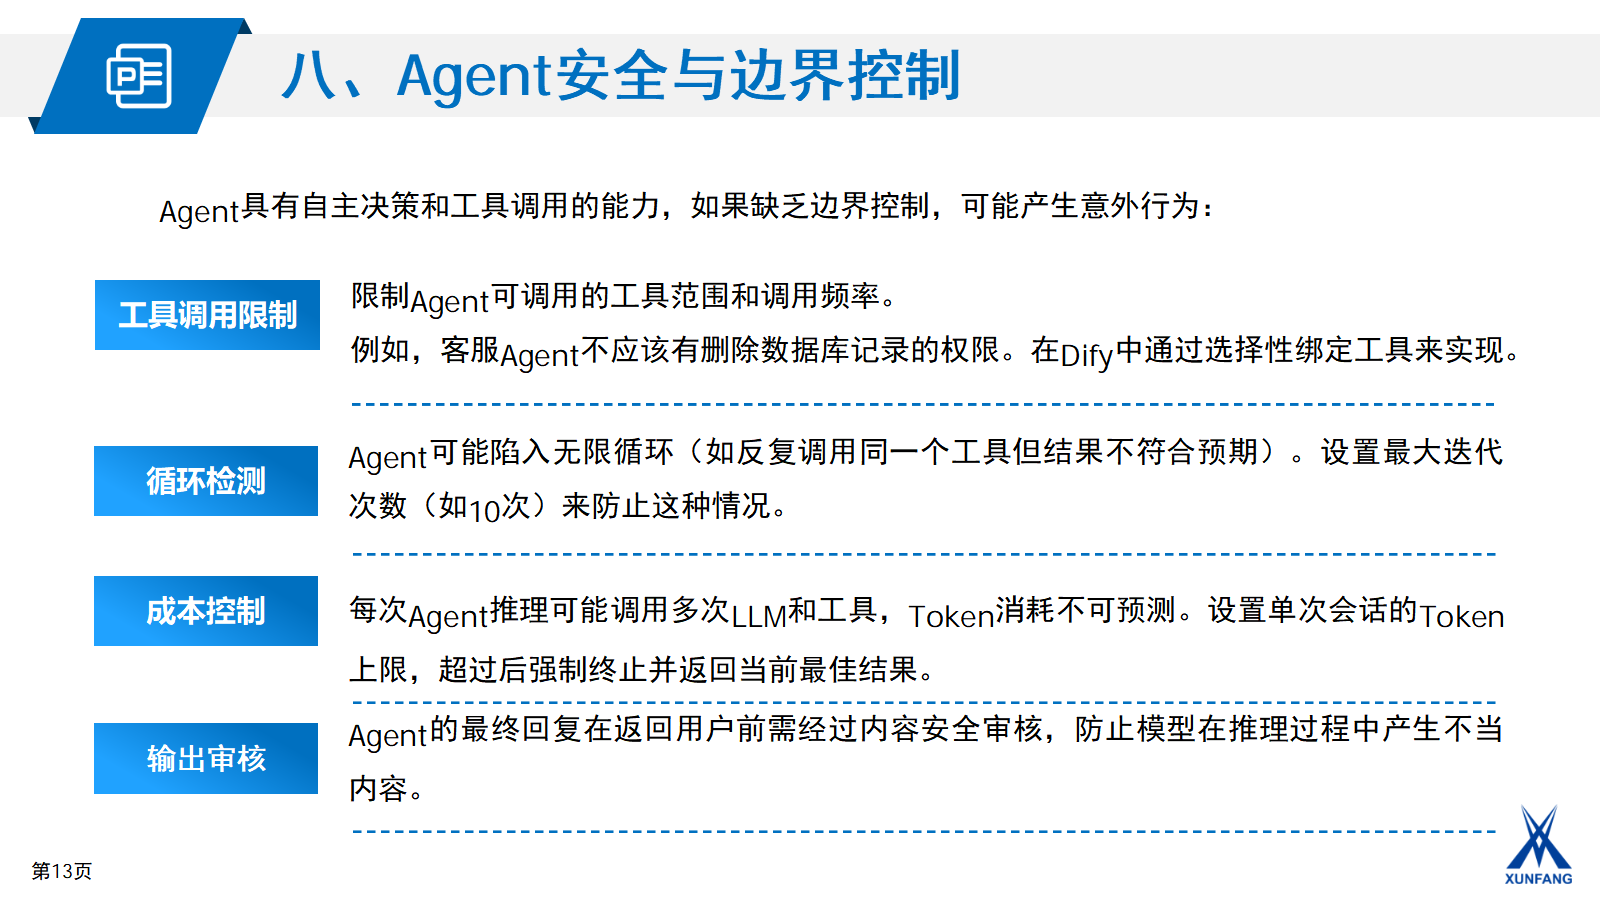 八、Agent安全与边界控制
Agent具有自主决策和工具调用的能力，如果缺乏边界控制，可能产生意外行为：
工具调用限制
限制Agent可调用的工具范围和调用频率。
例如，客服Agent不应该有删除数据库记录的权限。在Dify中通过选择性绑定工具来实现。
循环检测
Agent可能陷入无限循环（如反复调用同一个工具但结果不符合预期）。设置最大迭代
次数（如10次）来防止这种情况。
成本控制
每次Agent推理可能调用多次LLM和工具，Token消耗不可预测。设置单次会话的Token
上限，超过后强制终止并返回当前最佳结果。
输出审核
Agent的最终回复在返回用户前需经过内容安全审核，防止模型在推理过程中产生不当
内容。
第13页
XUNFANG